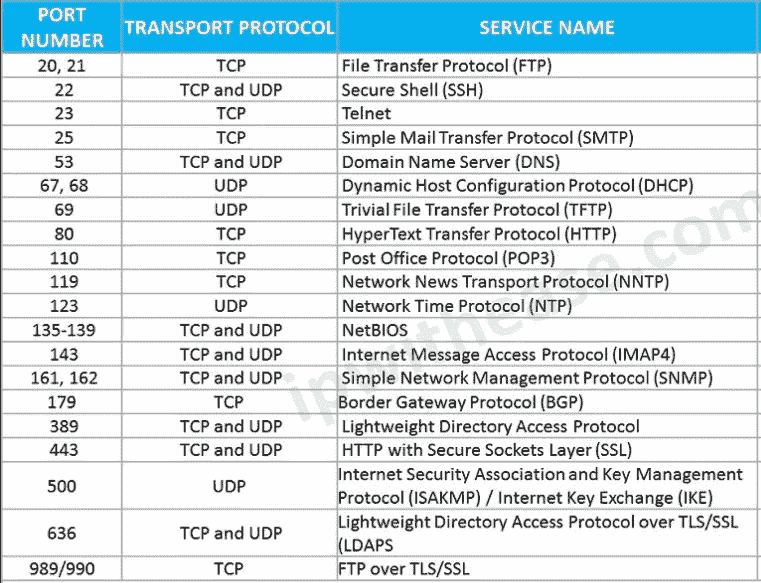 PORT NUMBER TRANSPORT PROTOCOL SERVICE NAME
20, 21 TCP File Transfer Protocol (FTP)
22 TCP and UDP Secure Shell (SSH)
23 TCP Telnet
25 TCP Simple Mail Transfer Protocol (SMTP)
53 TCP and UDP Domain Name Server (DNS)
67, 68 UDP Dynamic Host Configuration Protocol (DHCP)
69 UDP Trivial File Transfer Protocol (TFTP)
80 TCP HyperText Transfer Protocol (HTTP)
110 TCP Post Office Protocol (POP3)
119 TCP Network News Transport Protocol (NNTP)
123 UDP Network Time Protocol (NTP)
135-139 TCP and UDP NetBIOS
143 TCP and UDP Internet Message Access Protocol (IMAP4)
161, 162 TCP and UDP Simple Network Management Protocol (SNMP)
179 TCP Border Gateway Protocol (BGP)
389 TCP and UDP Lightweight Directory Access Protocol
443 TCP and UDP HTTP with Secure Sockets Layer (SSL)
500 UDP Internet Security Association and Key Management
Protocol (ISAKMP) / Internet Key Exchange (IKE)
636 TCP and UDP Lightweight Directory Access Protocol over TLS/SSL
(LDAPS
989/990 TCP FTP over TLS/SSL
ipwithease.com